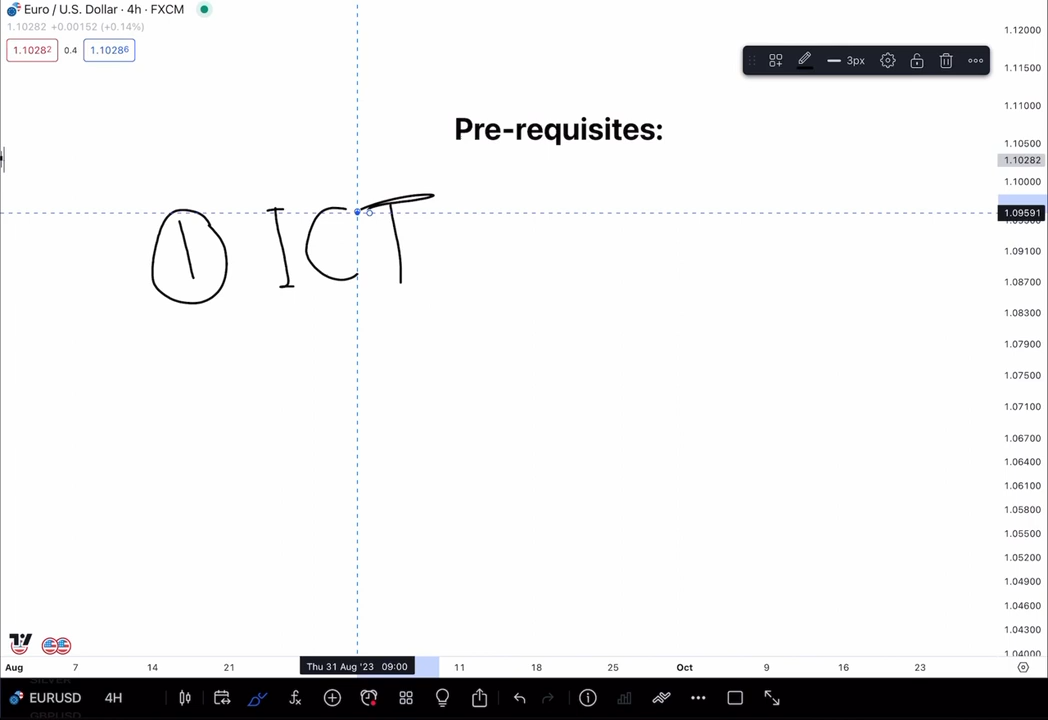 Euro / U.S. Dollar · 4h · FXCM
1.10282 +0.00152 (+0.14%)
1.10282 0.4 1.10286
3px
Pre-requisites:
① ICT
1.12000
1.11500
1.11000
1.10500
1.10282
1.10000
1.09591
1.09100
1.08700
1.08300
1.07900
1.07500
1.07100
1.06700
1.06400
1.06100
1.05800
1.05500
1.05200
1.04900
1.04600
1.04300
1.04000
Aug 7 14 21 Thu 31 Aug '23 09:00 11 18 25 Oct 9 16 23
EURUSD 4H